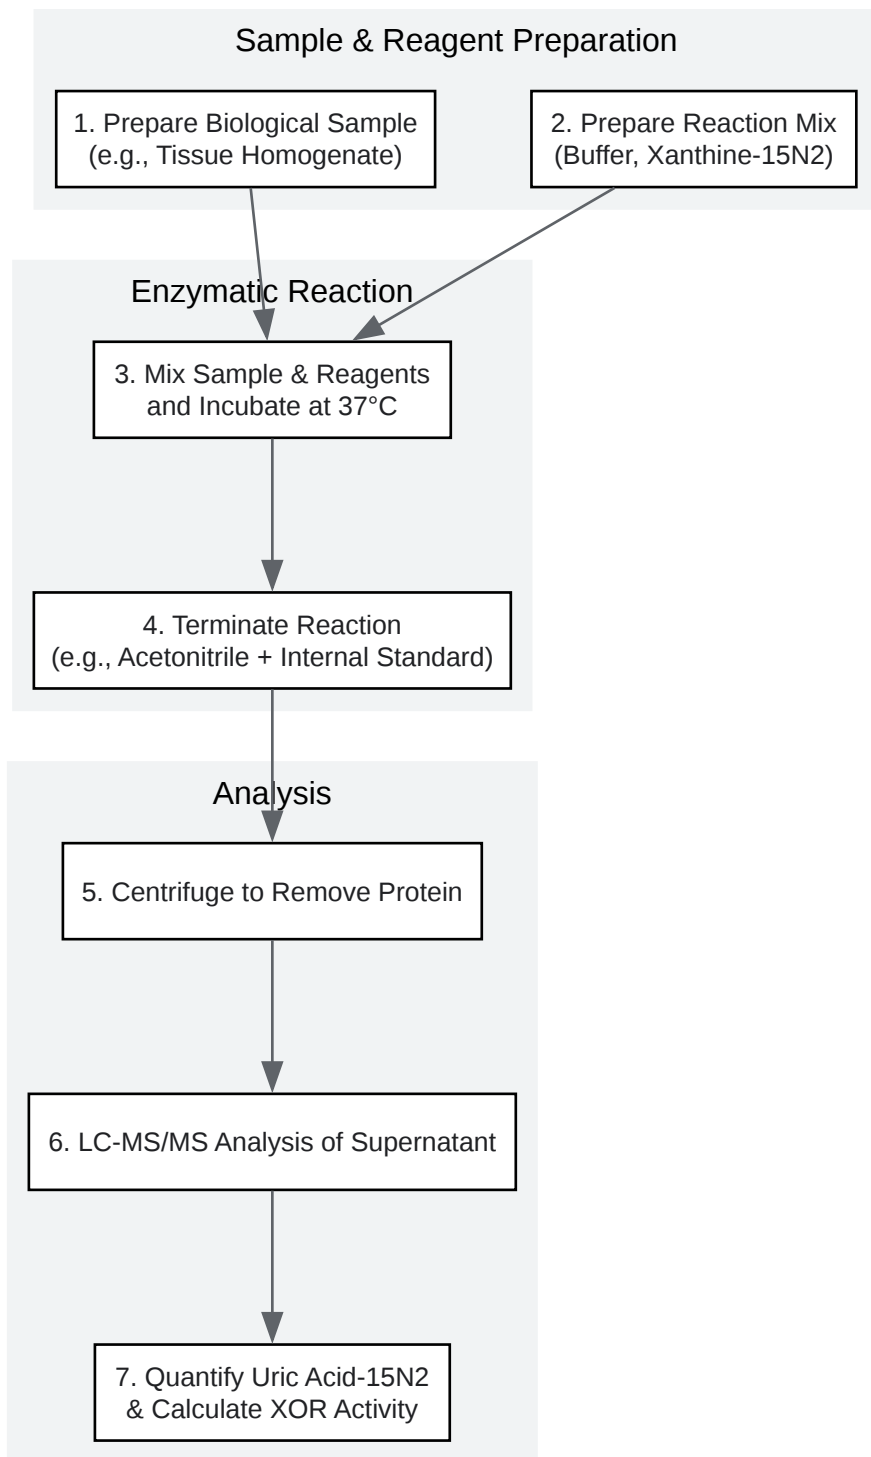 Sample & Reagent Preparation
1. Prepare Biological Sample
(e.g., Tissue Homogenate)
2. Prepare Reaction Mix
(Buffer, Xanthine-15N2)
Enzymatic Reaction
3. Mix Sample & Reagents
and Incubate at 37°C
4. Terminate Reaction
(e.g., Acetonitrile + Internal Standard)
Analysis
5. Centrifuge to Remove Protein
6. LC-MS/MS Analysis of Supernatant
7. Quantify Uric Acid-15N2
& Calculate XOR Activity